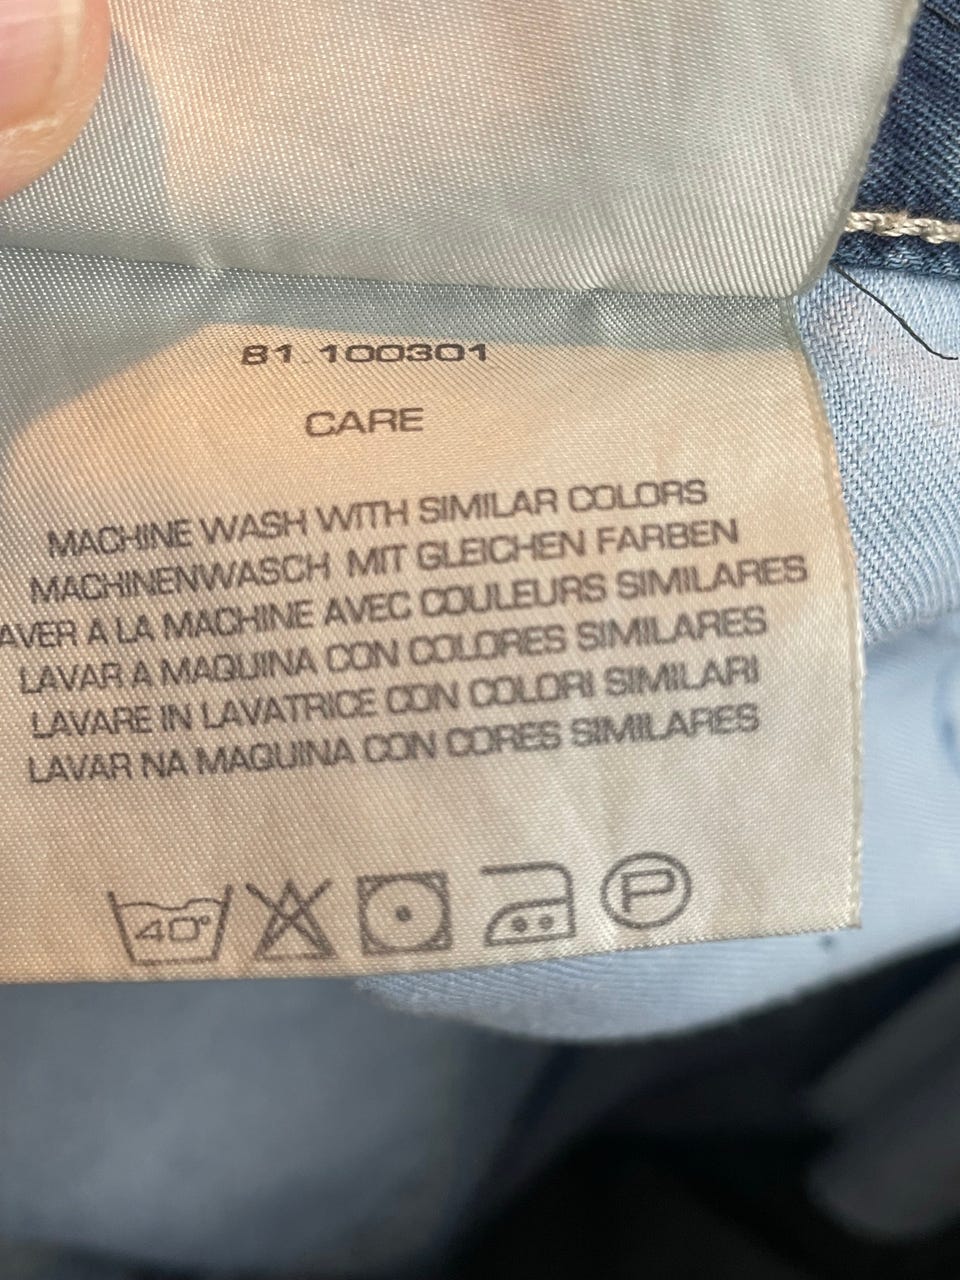 81.100301
CARE
MACHINE WASH WITH SIMILAR COLORS
MACHINENWASCH MIT GLEICHEN FARBEN
AVER A LA MACHINE AVEC COULEURS SIMILARES
LAVAR A MAQUINA CON COLORES SIMILARES
LAVARE IN LAVATRICE CON COLORI SIMILARI
LAVAR NA MAQUINA CON CORES SIMILARES
40° P